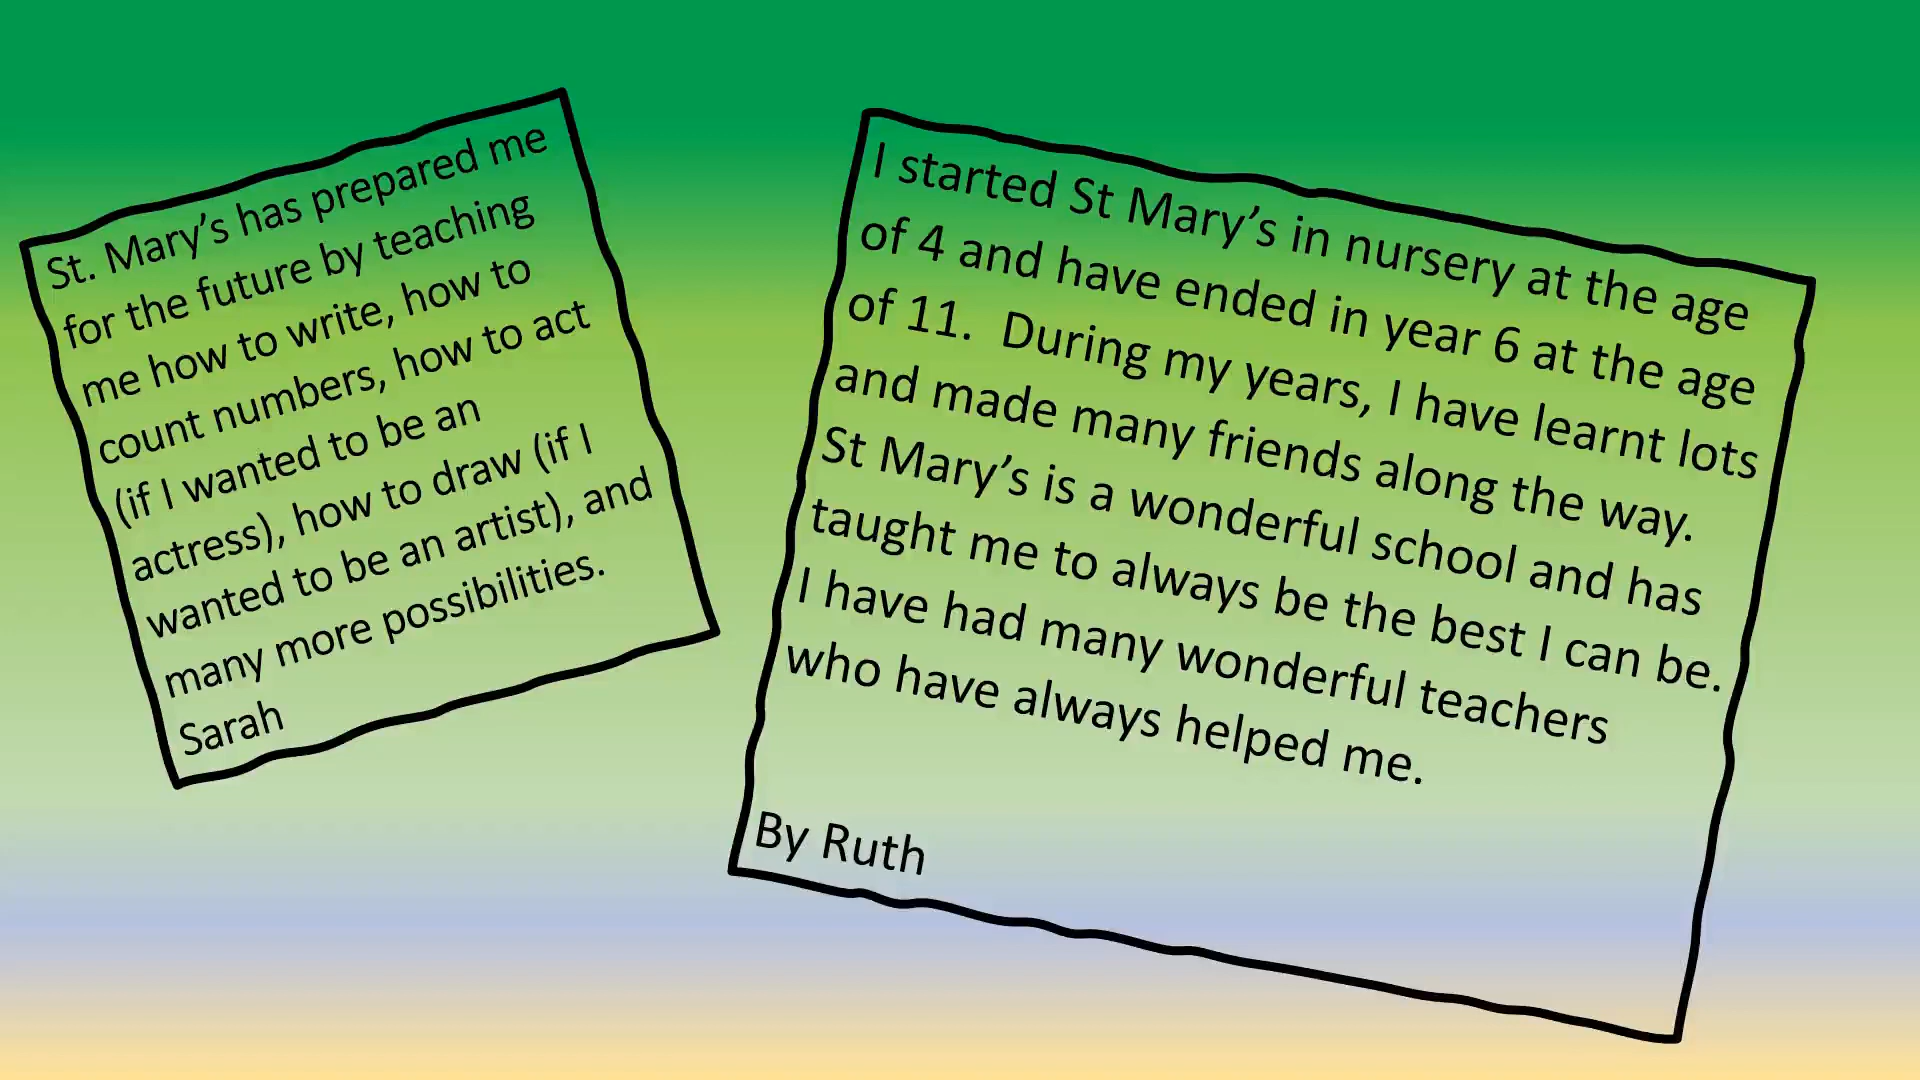 St. Mary’s has prepared me
for the future by teaching
me how to write, how to
count numbers, how to act
(if I wanted to be an
actress), how to draw (if I
wanted to be an artist), and
many more possibilities.
Sarah
I started St Mary’s in nursery at the age
of 4 and have ended in year 6 at the age
of 11.  During my years, I have learnt lots
and made many friends along the way.
St Mary’s is a wonderful school and has
taught me to always be the best I can be.
I have had many wonderful teachers
who have always helped me.
By Ruth